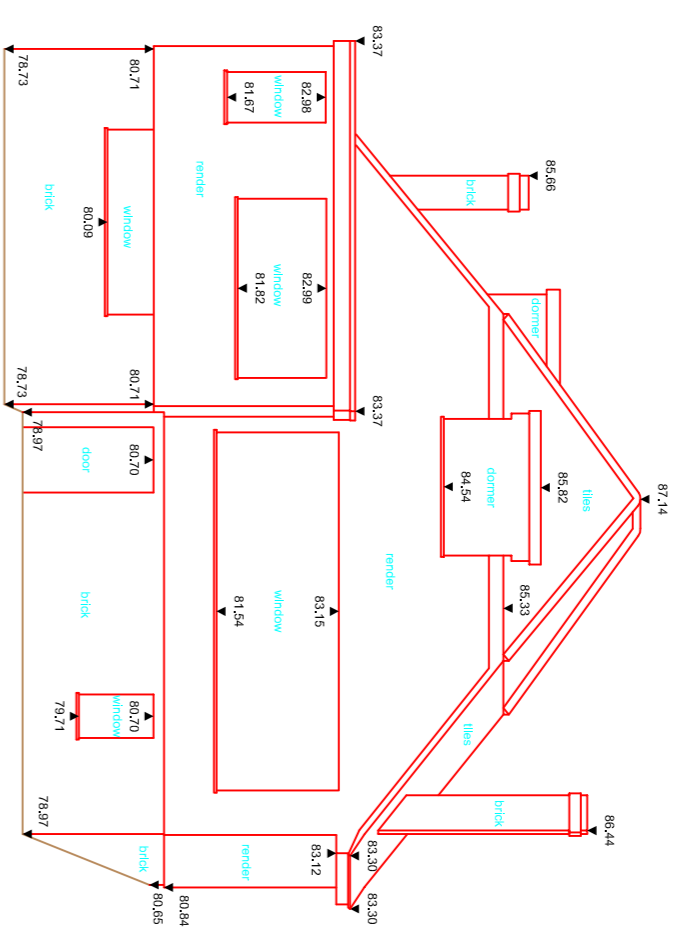 87.14
86.44
85.66
dormer
85.82
tiles
brick
dormer
85.33
brick
84.54
tiles
83.37
83.37
83.30
83.30
render
82.98
window
81.67
82.99
window
81.82
83.15
window
81.54
83.12
render
render
80.71
80.71
80.70
80.70
80.84
80.65
window
80.09
door
window
79.71
brick
brick
brick
78.73
78.73
78.97
78.97